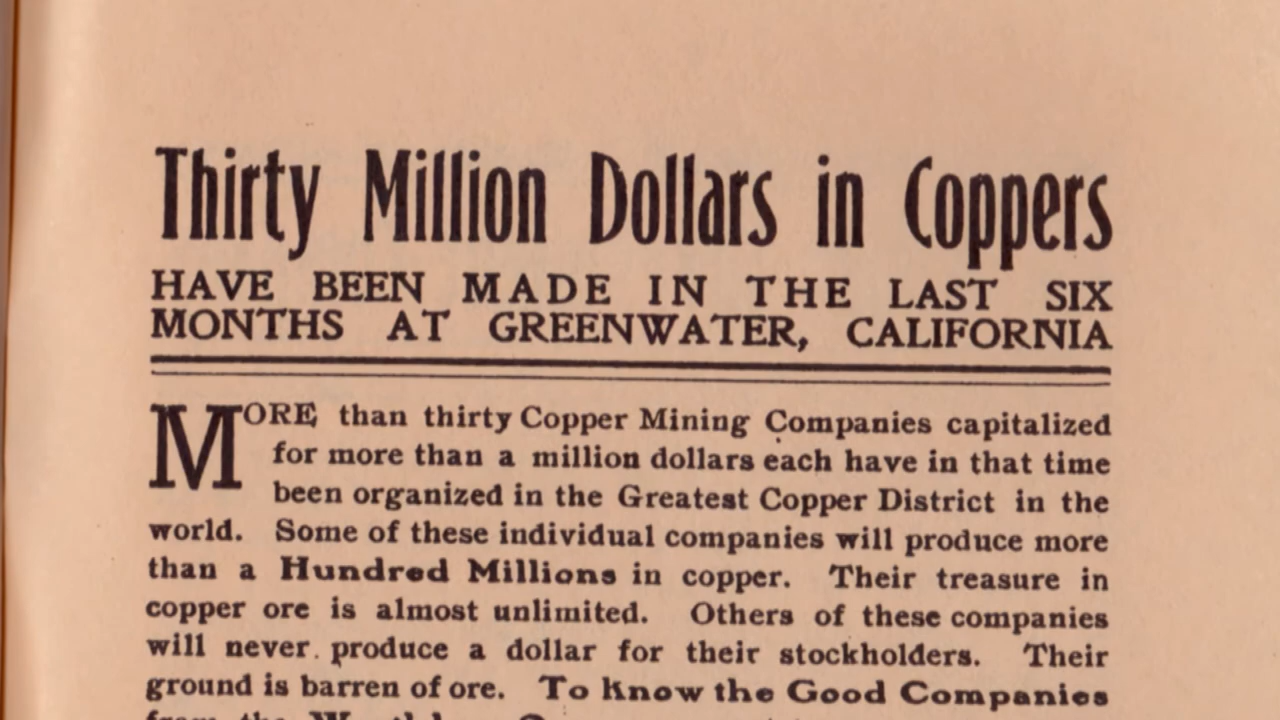 Thirty Million Dollars in Coppers
HAVE BEEN MADE IN THE LAST SIX
MONTHS AT GREENWATER, CALIFORNIA
MORE than thirty Copper Mining Companies capitalized
for more than a million dollars each have in that time
been organized in the Greatest Copper District in the
world. Some of these individual companies will produce more
than a Hundred Millions in copper. Their treasure in
copper ore is almost unlimited. Others of these companies
will never produce a dollar for their stockholders. Their
ground is barren of ore. To Know the Good Companies
from the